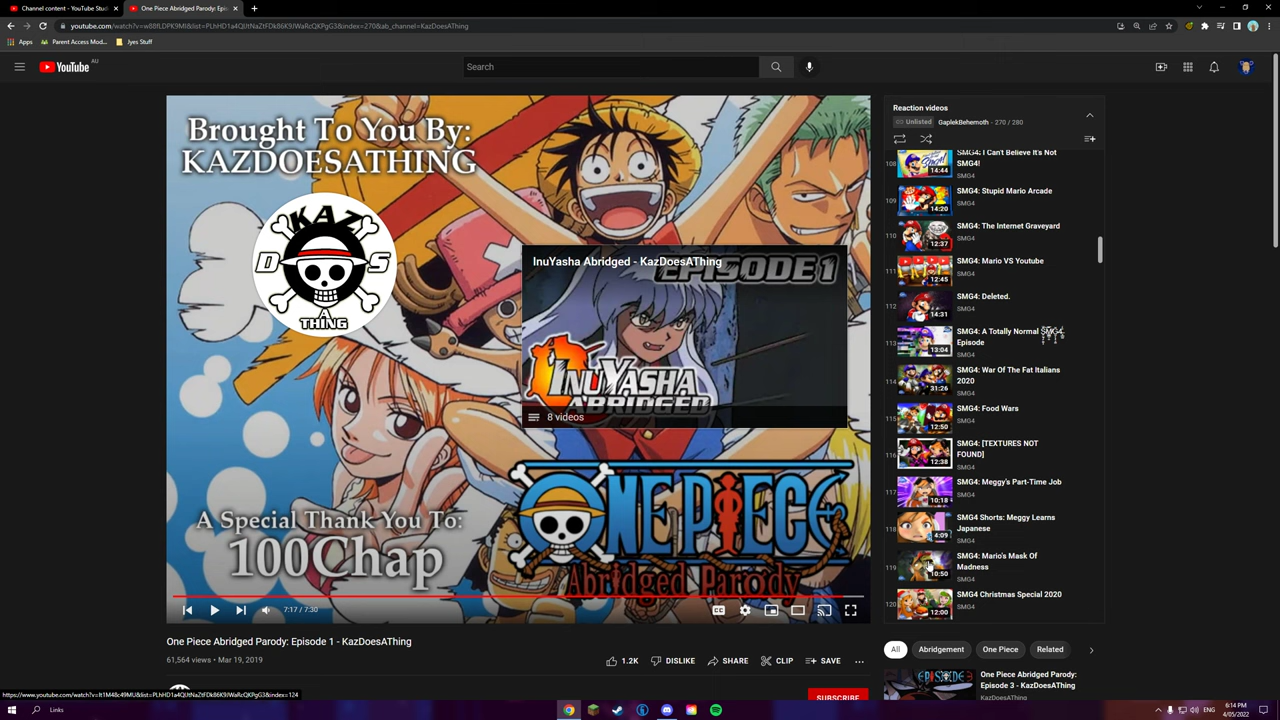 Channel content - YouTube Stud
One Piece Abridged Parody: Epis
youtube.com/watch?v=w88fLDPK9MI&list=PLhHD1a4QlJtNaZtFDk86KJWaRcQKPgG3&index=270&ab_channel=KazDoesAThing
Apps
Parent Access Mod...
Jyes Stuff
YouTube AU
Search
Brought To You By:
KAZDOESATHING
KAZ
DOES
A
THING
InuYasha Abridged - KazDoesAThing
EPISODE 1
INUYASHA
ABRIDGED
8 videos
A Special Thank You To:
100Chap
ONE PIECE
Abridged Parody
7:17 / 7:30
One Piece Abridged Parody: Episode 1 - KazDoesAThing
61,564 views • Mar 19, 2019
1.2K
DISLIKE
SHARE
CLIP
SAVE
SUBSCRIBE
Reaction videos
Unlisted
GaplekBehemoth - 270 / 280
108
14:44
SMG4: I Can't Believe It's Not
SMG4!
SMG4
109
14:20
SMG4: Stupid Mario Arcade
SMG4
110
12:37
SMG4: The Internet Graveyard
SMG4
111
12:45
SMG4: Mario VS Youtube
SMG4
112
14:31
SMG4: Deleted.
SMG4
113
13:04
SMG4: A Totally Normal SMG4
Episode
SMG4
114
31:26
SMG4: War Of The Fat Italians
2020
SMG4
115
12:50
SMG4: Food Wars
SMG4
116
12:38
SMG4: [TEXTURES NOT
FOUND]
SMG4
117
10:18
SMG4: Meggy's Part-Time Job
SMG4
118
4:09
SMG4 Shorts: Meggy Learns
Japanese
SMG4
119
10:50
SMG4: Mario's Mask Of
Madness
SMG4
120
12:00
SMG4 Christmas Special 2020
SMG4
All
Abridgement
One Piece
Related
One Piece Abridged Parody:
Episode 3 - KazDoesAThing
KazDoesAThing
https://www.youtube.com/watch?v=It1M48c49MU&list=PLhHD1a4QlJtNaZtFDk86KJWaRcQKPgG3&index=124
Links
ENG
6:14 PM
4/05/2022